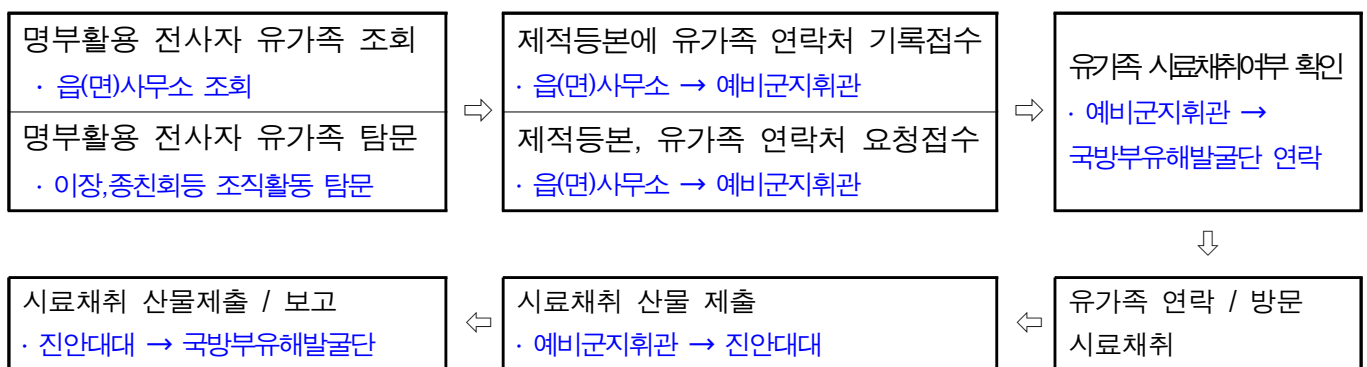 명부활용 전사자 유가족 조회
· 읍(면)사무소 조회
명부활용 전사자 유가족 탐문
· 이장,종친회등 조직활동 탐문
⇨
제적등본에 유가족 연락처 기록접수
· 읍(면)사무소 → 예비군지휘관
제적등본, 유가족 연락처 요청접수
· 읍(면)사무소 → 예비군지휘관
⇨
유가족 시료채취여부 확인
· 예비군지휘관 →
국방부유해발굴단 연락
⇩
유가족 연락 / 방문
시료채취
⇦
시료채취 산물 제출
· 예비군지휘관 → 진안대대
⇦
시료채취 산물제출 / 보고
· 진안대대 → 국방부유해발굴단